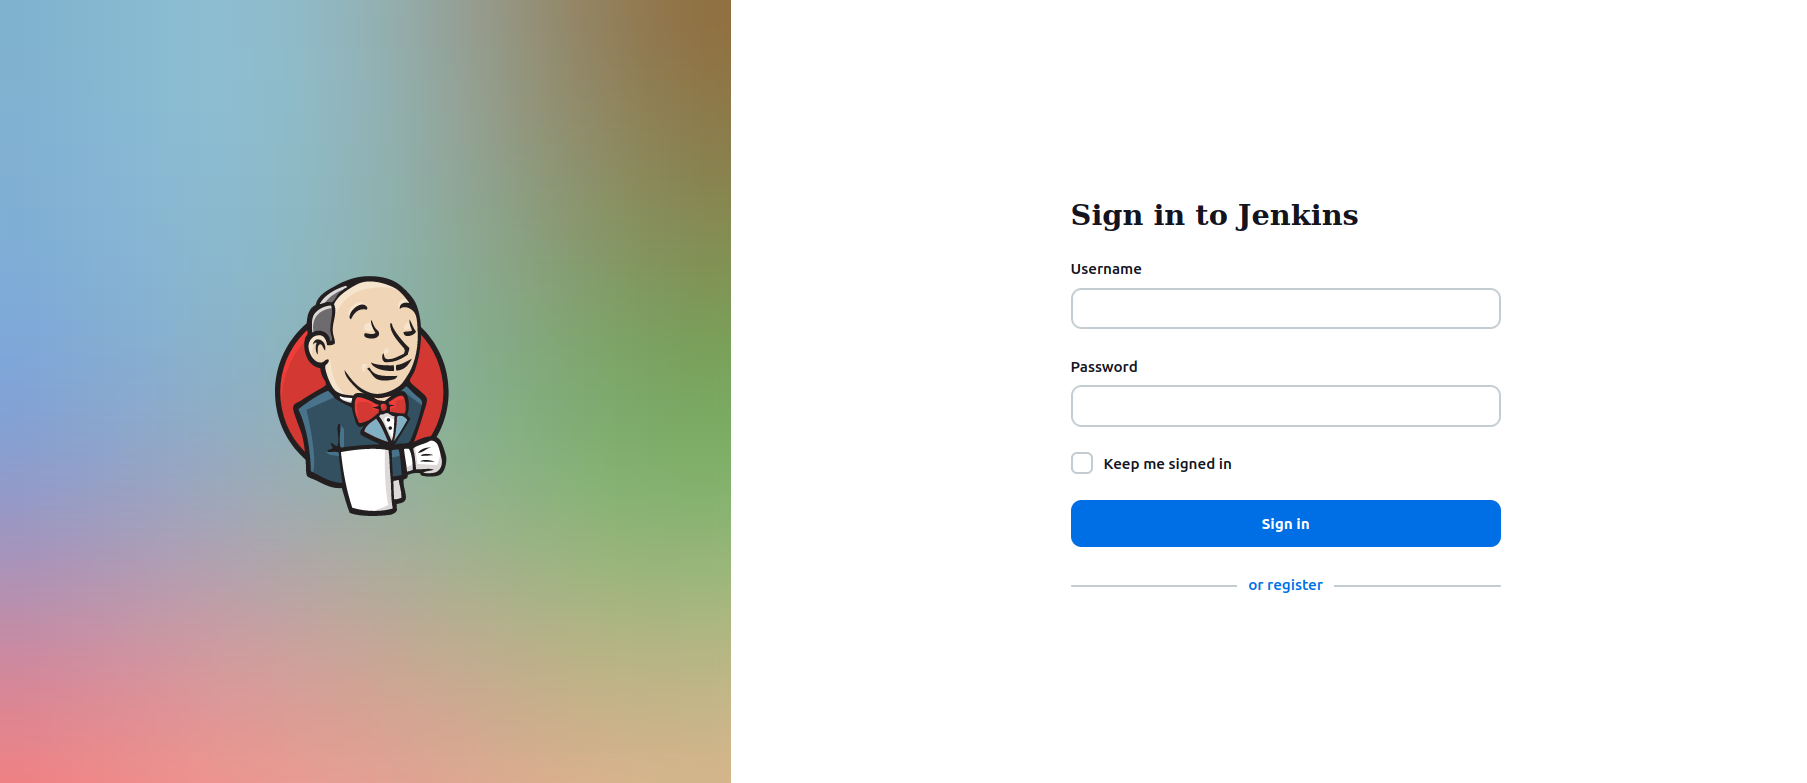 Sign in to Jenkins
Username
Password
Keep me signed in
Sign in
or register